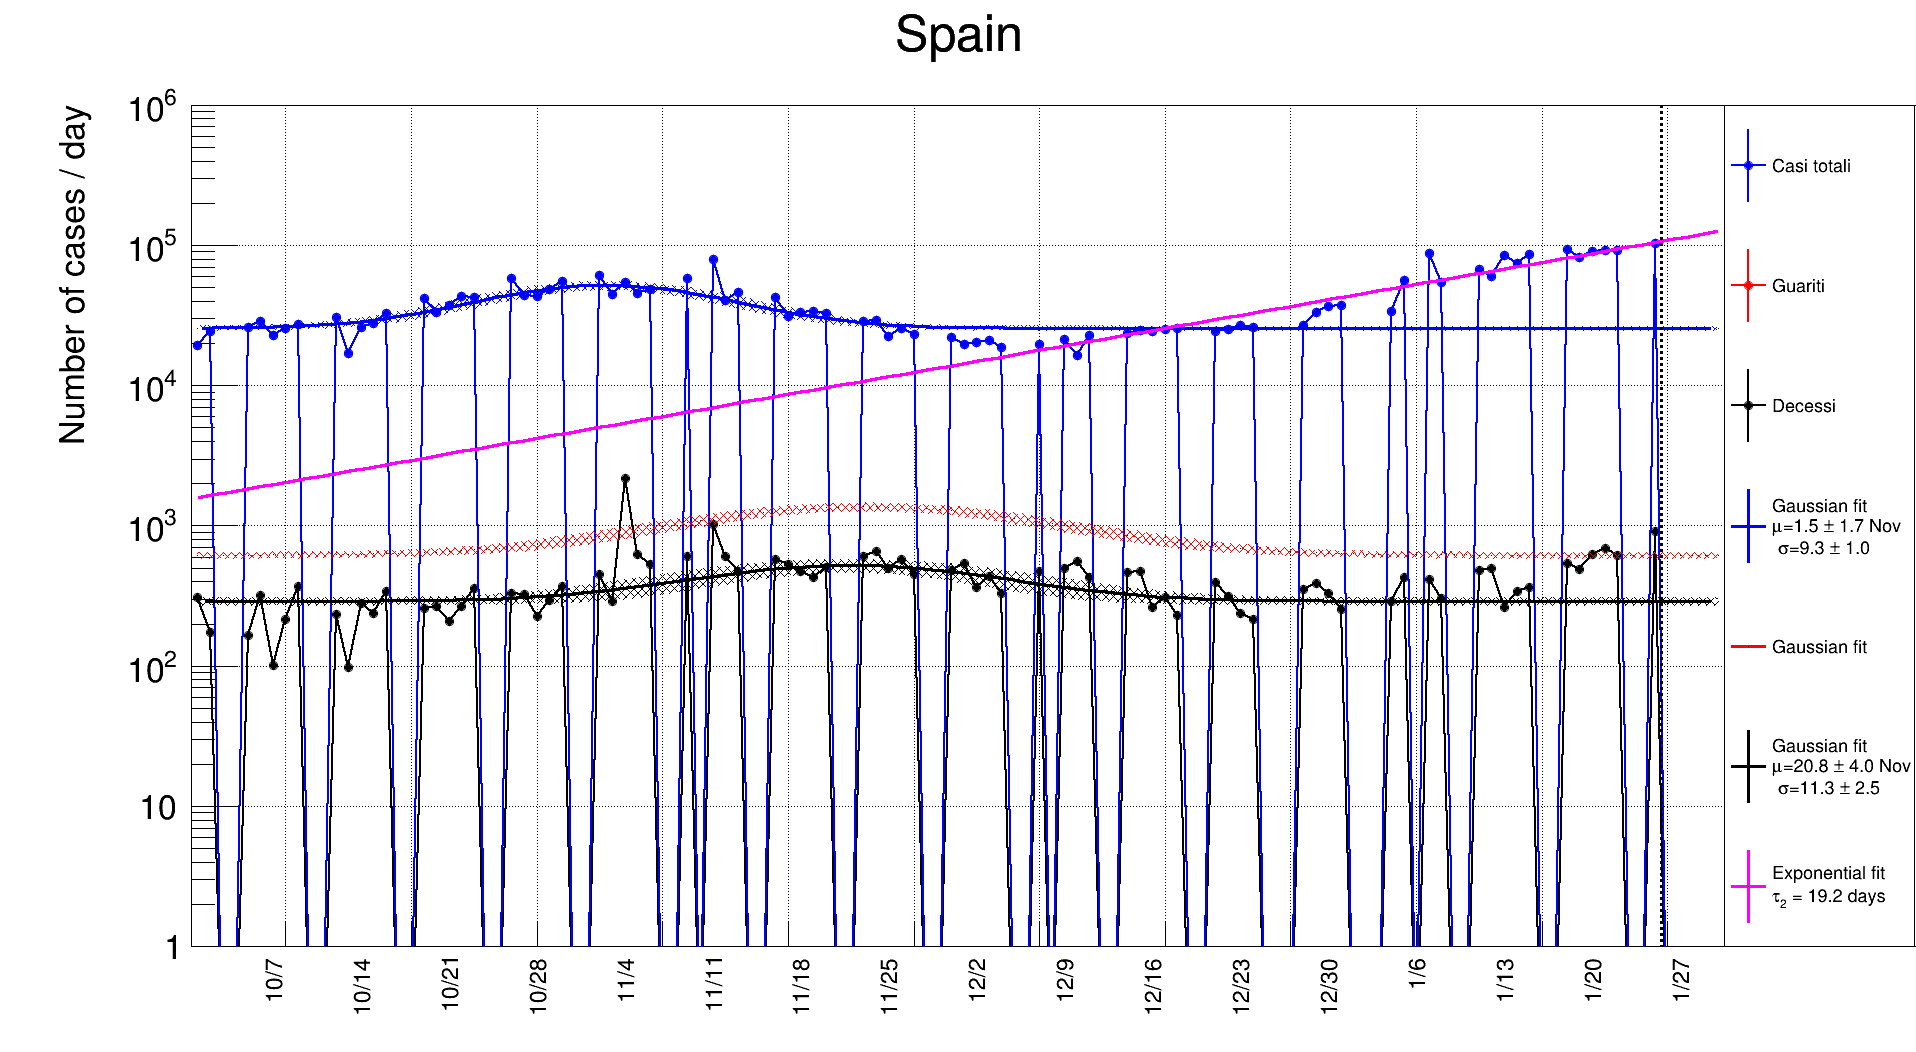 Spain
Number of cases / day
10^6
10^5
10^4
10^3
10^2
10
1
10/7
10/14
10/21
10/28
11/4
11/11
11/18
11/25
12/2
12/9
12/16
12/23
12/30
1/6
1/13
1/20
1/27
Casi totali
Guariti
Decessi
Gaussian fit
μ=1.5 ± 1.7 Nov
σ=9.3 ± 1.0
Gaussian fit
Gaussian fit
μ=20.8 ± 4.0 Nov
σ=11.3 ± 2.5
Exponential fit
τ₂ = 19.2 days